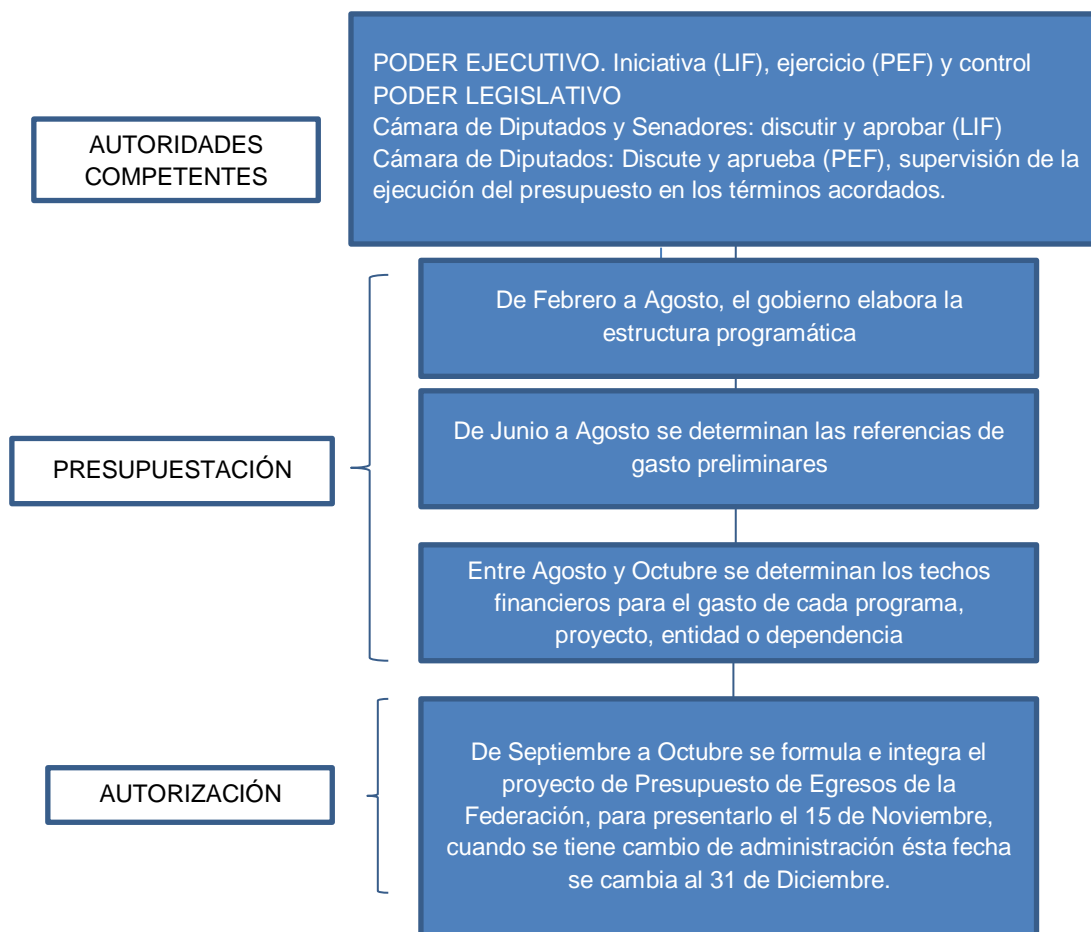 AUTORIDADES
COMPETENTES
PODER EJECUTIVO. Iniciativa (LIF), ejercicio (PEF) y control
PODER LEGISLATIVO
Cámara de Diputados y Senadores: discutir y aprobar (LIF)
Cámara de Diputados: Discute y aprueba (PEF), supervisión de la
ejecución del presupuesto en los términos acordados.
PRESUPUESTACIÓN
De Febrero a Agosto, el gobierno elabora la
estructura programática
De Junio a Agosto se determinan las referencias de
gasto preliminares
Entre Agosto y Octubre se determinan los techos
financieros para el gasto de cada programa,
proyecto, entidad o dependencia
AUTORIZACIÓN
De Septiembre a Octubre se formula e integra el
proyecto de Presupuesto de Egresos de la
Federación, para presentarlo el 15 de Noviembre,
cuando se tiene cambio de administración ésta fecha
se cambia al 31 de Diciembre.